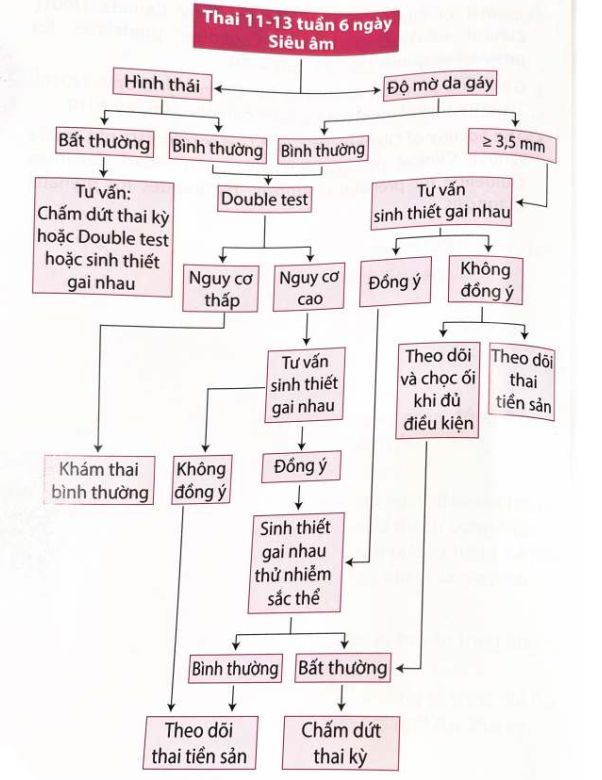 Thai 11-13 tuần 6 ngày
Siêu âm
Hình thái
Độ mờ da gáy
Bất thường
Bình thường
Bình thường
≥ 3,5 mm
Tư vấn:
Chấm dứt thai kỳ
hoặc Double test
hoặc sinh thiết
gai nhau
Double test
Tư vấn
sinh thiết gai nhau
Nguy cơ
thấp
Nguy cơ
cao
Đồng ý
Không
đồng ý
Tư vấn
sinh thiết
gai nhau
Theo dõi
và chọc ối
khi đủ
điều kiện
Theo dõi
thai
tiền sản
Khám thai
bình thường
Không
đồng ý
Đồng ý
Sinh thiết
gai nhau
thử nhiễm
sắc thể
Bình thường
Bất thường
Theo dõi
thai tiền sản
Chấm dứt
thai kỳ